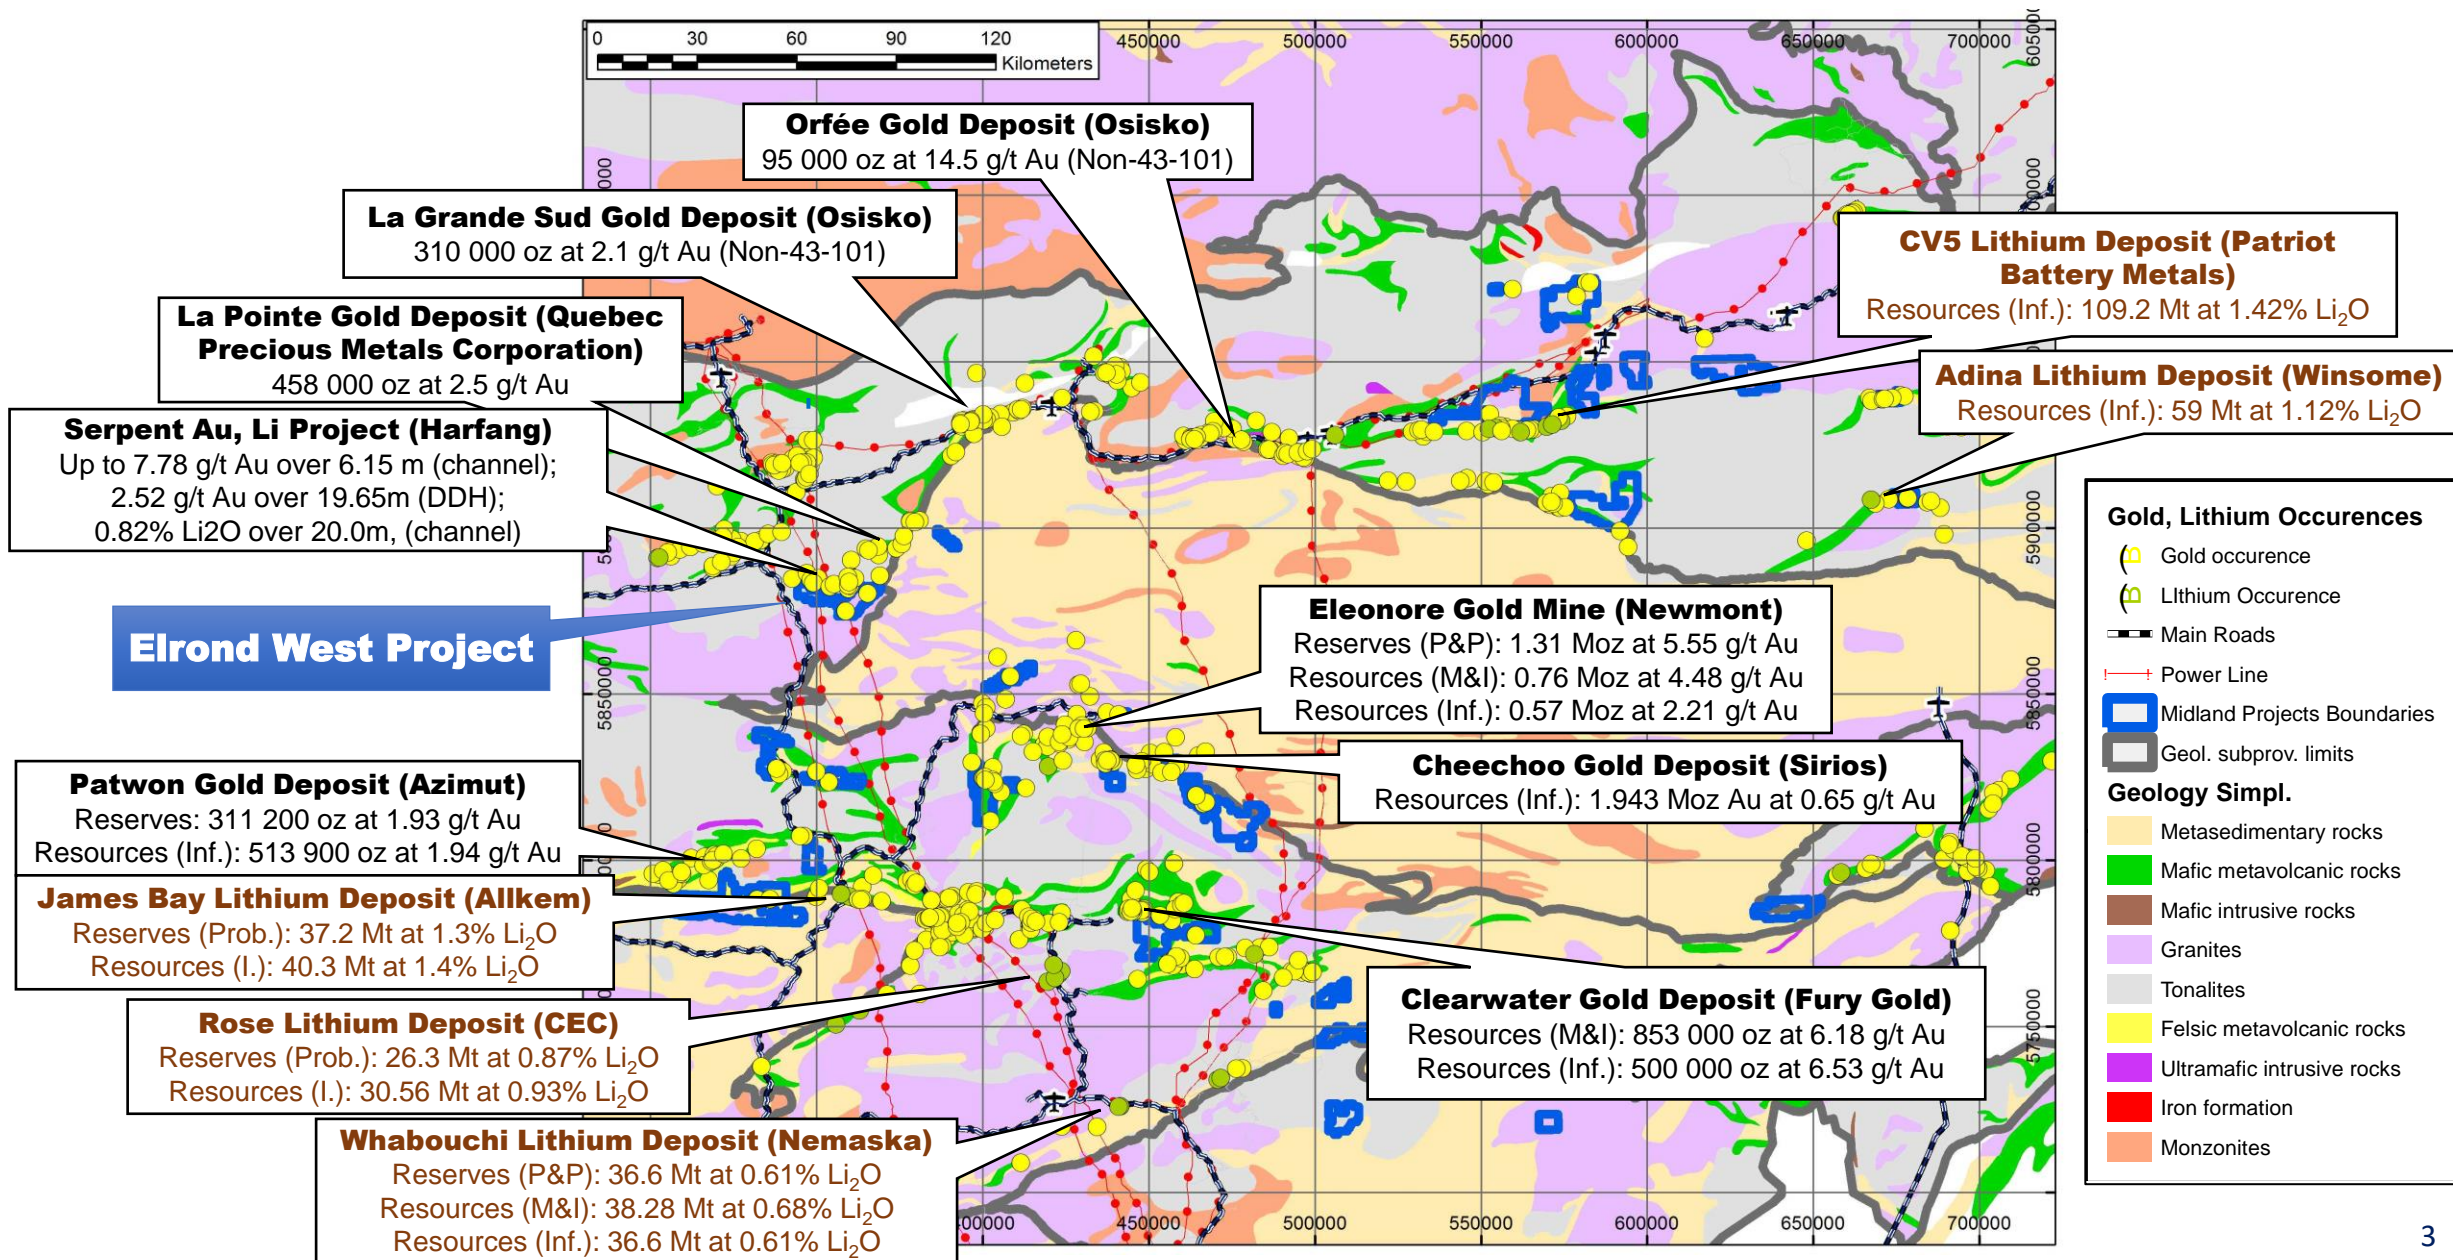 0 30 60 90 120
Kilometers
450000 500000 550000 600000 650000 700000
Orfée Gold Deposit (Osisko)
95 000 oz at 14.5 g/t Au (Non-43-101)
La Grande Sud Gold Deposit (Osisko)
310 000 oz at 2.1 g/t Au (Non-43-101)
CV5 Lithium Deposit (Patriot
Battery Metals)
Resources (Inf.): 109.2 Mt at 1.42% Li₂O
La Pointe Gold Deposit (Quebec
Precious Metals Corporation)
458 000 oz at 2.5 g/t Au
Adina Lithium Deposit (Winsome)
Resources (Inf.): 59 Mt at 1.12% Li₂O
Serpent Au, Li Project (Harfang)
Up to 7.78 g/t Au over 6.15 m (channel);
2.52 g/t Au over 19.65m (DDH);
0.82% Li2O over 20.0m, (channel)
5900000
Elrond West Project
Eleonore Gold Mine (Newmont)
Reserves (P&P): 1.31 Moz at 5.55 g/t Au
Resources (M&I): 0.76 Moz at 4.48 g/t Au
Resources (Inf.): 0.57 Moz at 2.21 g/t Au
5850000
5850000
Cheechoo Gold Deposit (Sirios)
Resources (Inf.): 1.943 Moz Au at 0.65 g/t Au
Patwon Gold Deposit (Azimut)
Reserves: 311 200 oz at 1.93 g/t Au
Resources (Inf.): 513 900 oz at 1.94 g/t Au
5800000
James Bay Lithium Deposit (Allkem)
Reserves (Prob.): 37.2 Mt at 1.3% Li₂O
Resources (I.): 40.3 Mt at 1.4% Li₂O
Clearwater Gold Deposit (Fury Gold)
Resources (M&I): 853 000 oz at 6.18 g/t Au
Resources (Inf.): 500 000 oz at 6.53 g/t Au
5750000
Rose Lithium Deposit (CEC)
Reserves (Prob.): 26.3 Mt at 0.87% Li₂O
Resources (I.): 30.56 Mt at 0.93% Li₂O
Whabouchi Lithium Deposit (Nemaska)
Reserves (P&P): 36.6 Mt at 0.61% Li₂O
Resources (M&I): 38.28 Mt at 0.68% Li₂O
Resources (Inf.): 36.6 Mt at 0.61% Li₂O
450000 500000 550000 600000 650000 700000
Gold, Lithium Occurences
Gold occurence
LIthium Occurence
Main Roads
Power Line
Midland Projects Boundaries
Geol. subprov. limits
Geology Simpl.
Metasedimentary rocks
Mafic metavolcanic rocks
Mafic intrusive rocks
Granites
Tonalites
Felsic metavolcanic rocks
Ultramafic intrusive rocks
Iron formation
Monzonites
3